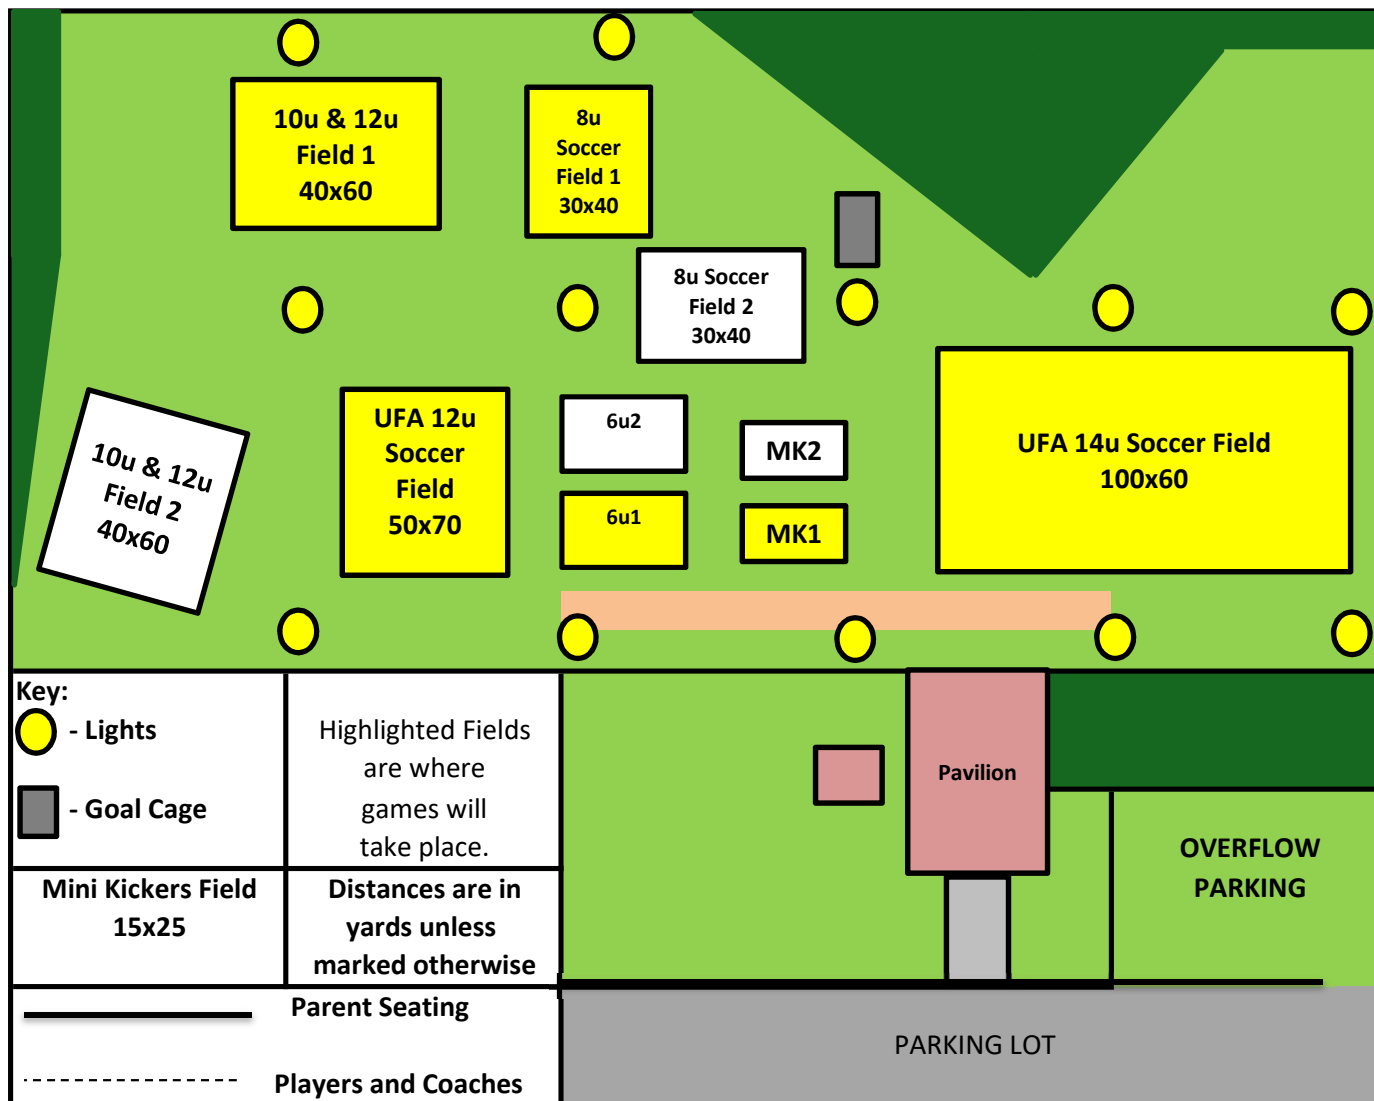 10u & 12u
Field 1
40x60
8u
Soccer
Field 1
30x40
8u Soccer
Field 2
30x40
10u & 12u
Field 2
40x60
UFA 12u
Soccer
Field
50x70
6u2
6u1
MK2
MK1
UFA 14u Soccer Field
100x60
Key:
- Lights
- Goal Cage
Highlighted Fields
are where
games will
take place.
Mini Kickers Field
15x25
Distances are in
yards unless
marked otherwise
Parent Seating
Players and Coaches
Pavilion
OVERFLOW
PARKING
PARKING LOT